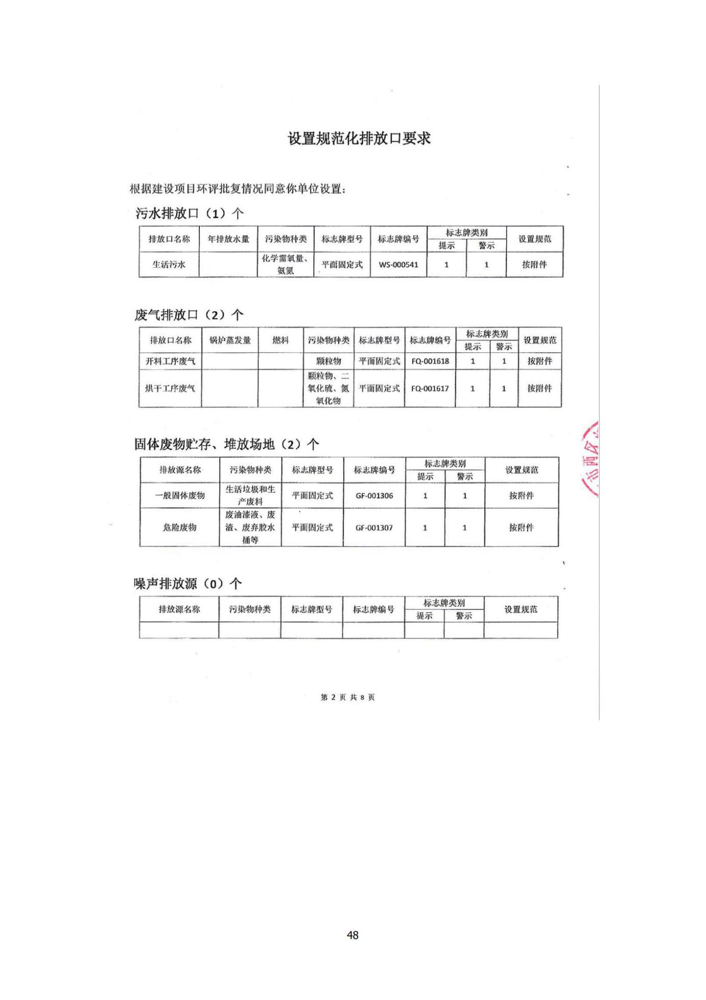 设置规范化排放口要求
根据建设项目环评批复情况同意你单位设置：
污水排放口（1）个
排放口名称 年排放水量 污染物种类 标志牌型号 标志牌编号 标志牌类别 设置规范
提示 警示
生活污水 化学需氧量、氨氮 平面固定式 WS-000541 1 1 按附件
废气排放口（2）个
排放口名称 锅炉蒸发量 燃料 污染物种类 标志牌型号 标志牌编号 标志牌类别 设置规范
提示 警示
开料工序废气 颗粒物 平面固定式 FQ-001618 1 1 按附件
烘干工序废气 颗粒物、二氧化硫、氮氧化物 平面固定式 FQ-001617 1 1 按附件
固体废物贮存、堆放场地（2）个
排放源名称 污染物种类 标志牌型号 标志牌编号 标志牌类别 设置规范
提示 警示
一般固体废物 生活垃圾和生产废料 平面固定式 GF-001306 1 1 按附件
危险废物 废油漆液、废渣、废弃胶水桶等 平面固定式 GF-001307 1 1 按附件
噪声排放源（0）个
排放源名称 污染物种类 标志牌型号 标志牌编号 标志牌类别 设置规范
提示 警示
第 2 页 共 8 页
市西区
48